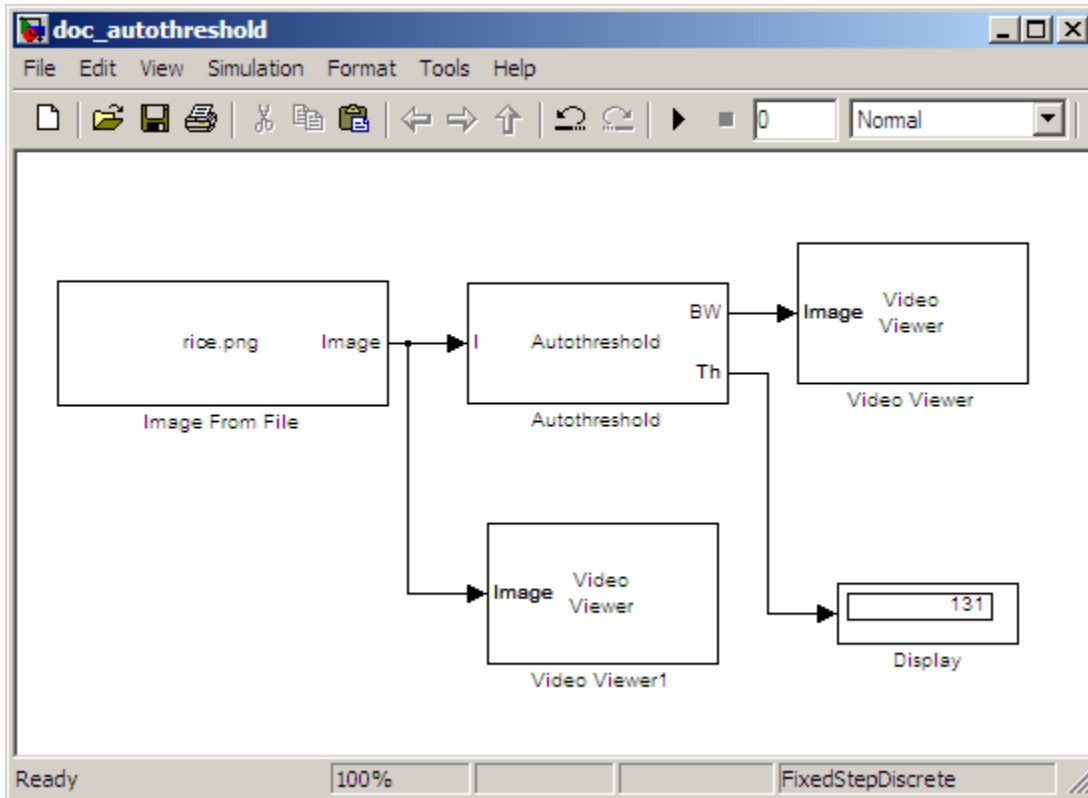 doc_autothreshold
File Edit View Simulation Format Tools Help
0 Normal
rice.png Image
Image From File
I Autothreshold BW
Th
Autothreshold
Image Video
Viewer
Video Viewer
Image Video
Viewer
Video Viewer1
131
Display
Ready 100% FixedStepDiscrete